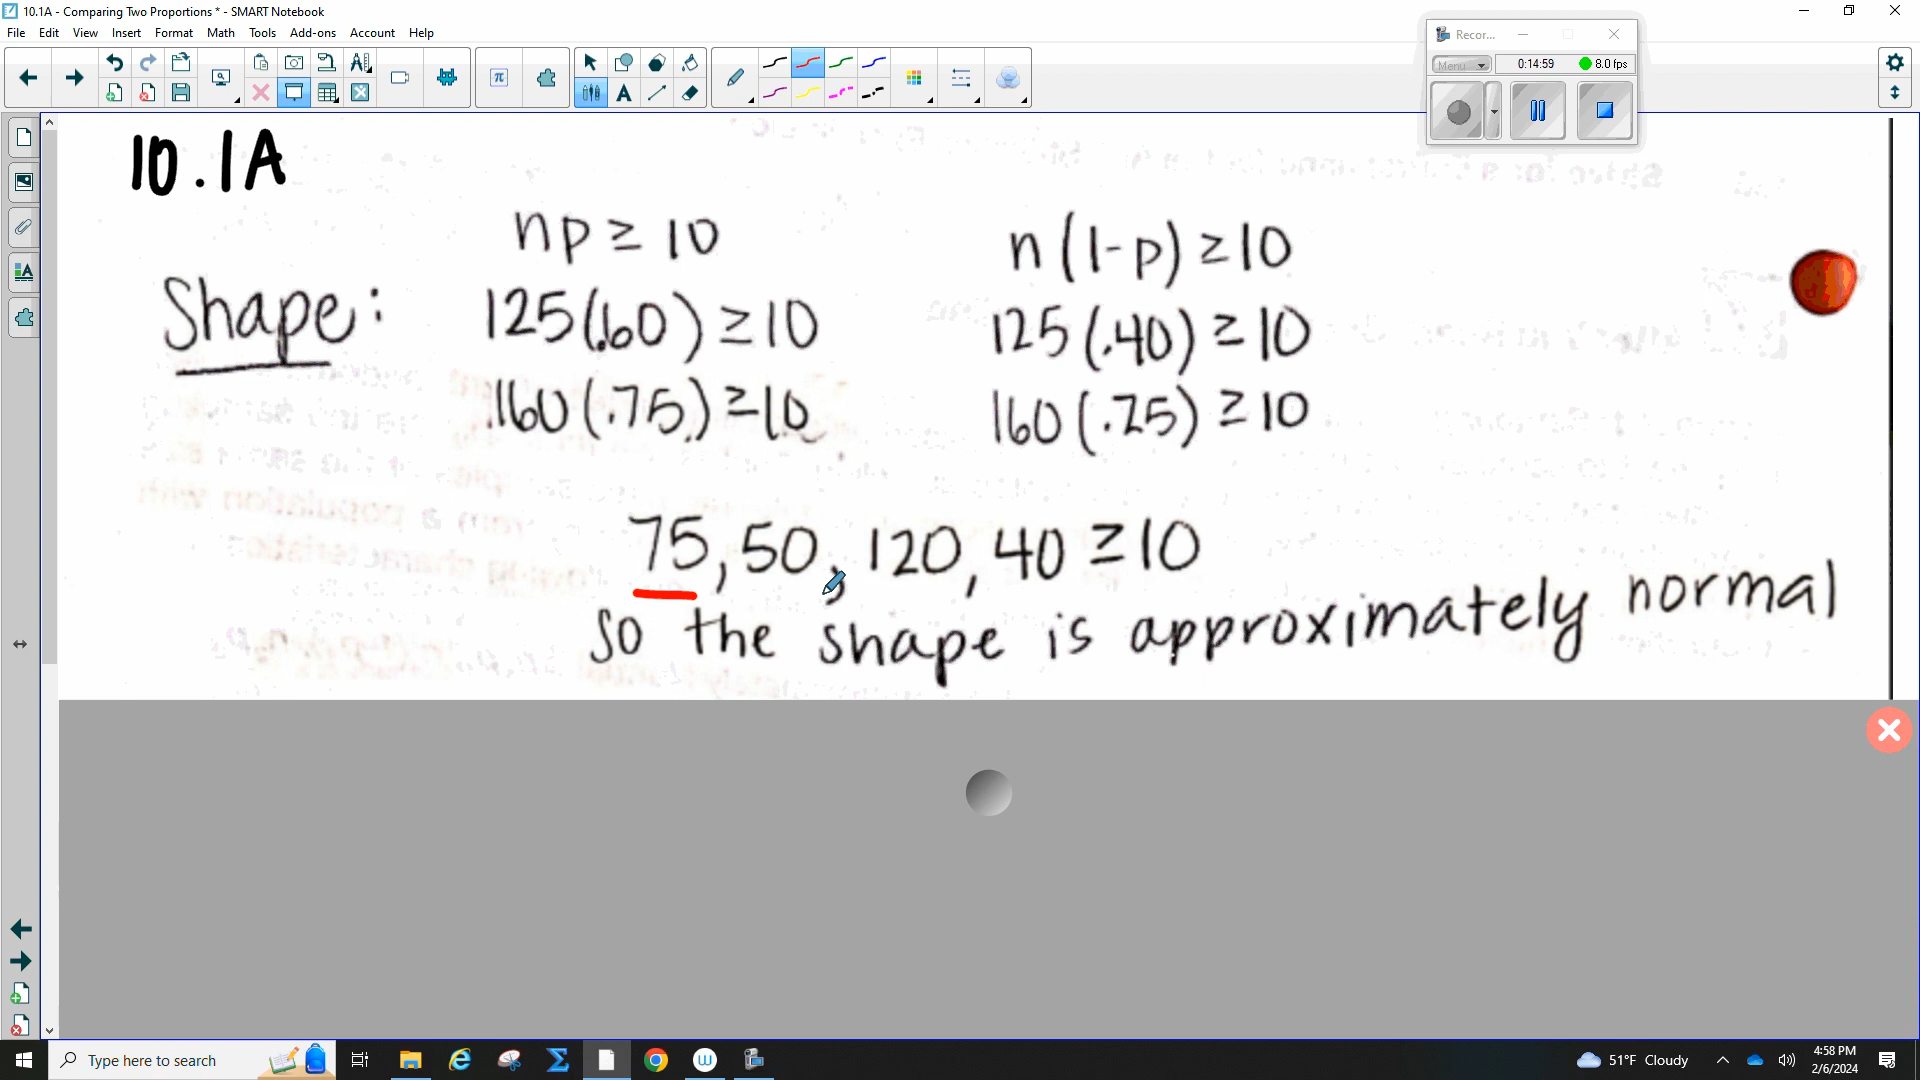 10.1A - Comparing Two Proportions * - SMART Notebook
File Edit View Insert Format Math Tools Add-ons Account Help
Recor...
Menu 0:14:59 8.0 fps
10.1A
np ≥ 10 n(1-p) ≥ 10
Shape:
125(.60) ≥ 10 125(.40) ≥ 10
160(.75) ≥ 10 160(.25) ≥ 10
75, 50, 120, 40 ≥ 10
so the shape is approximately normal
Type here to search
51°F Cloudy
4:58 PM
2/6/2024